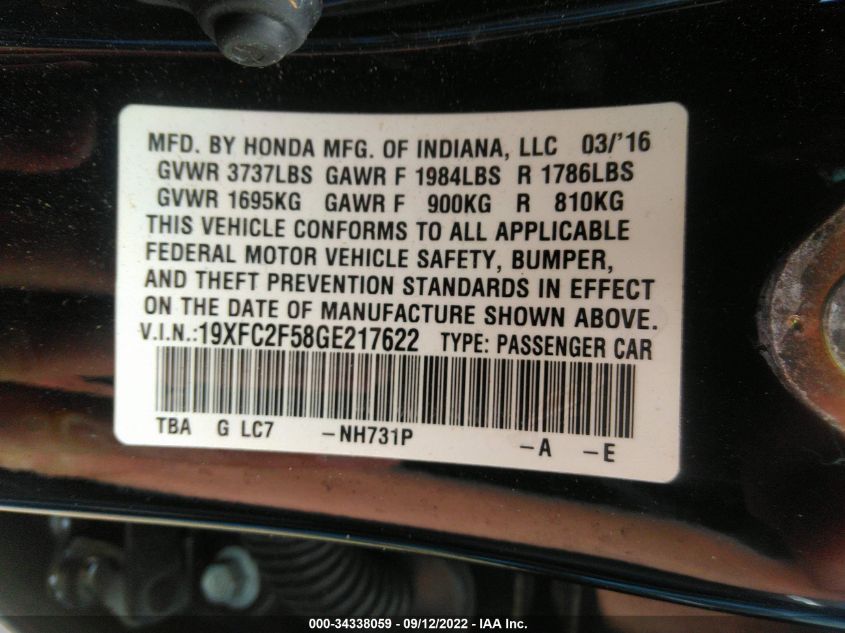 MFD. BY HONDA MFG. OF INDIANA, LLC 03/'16
GVWR 3737LBS GAWR F 1984LBS R 1786LBS
GVWR 1695KG GAWR F 900KG R 810KG
THIS VEHICLE CONFORMS TO ALL APPLICABLE
FEDERAL MOTOR VEHICLE SAFETY, BUMPER,
AND THEFT PREVENTION STANDARDS IN EFFECT
ON THE DATE OF MANUFACTURE SHOWN ABOVE.
V.I.N.:19XFC2F58GE217622 TYPE: PASSENGER CAR
TBA G LC7 -NH731P -A -E
000-34338059 - 09/12/2022 - IAA Inc.